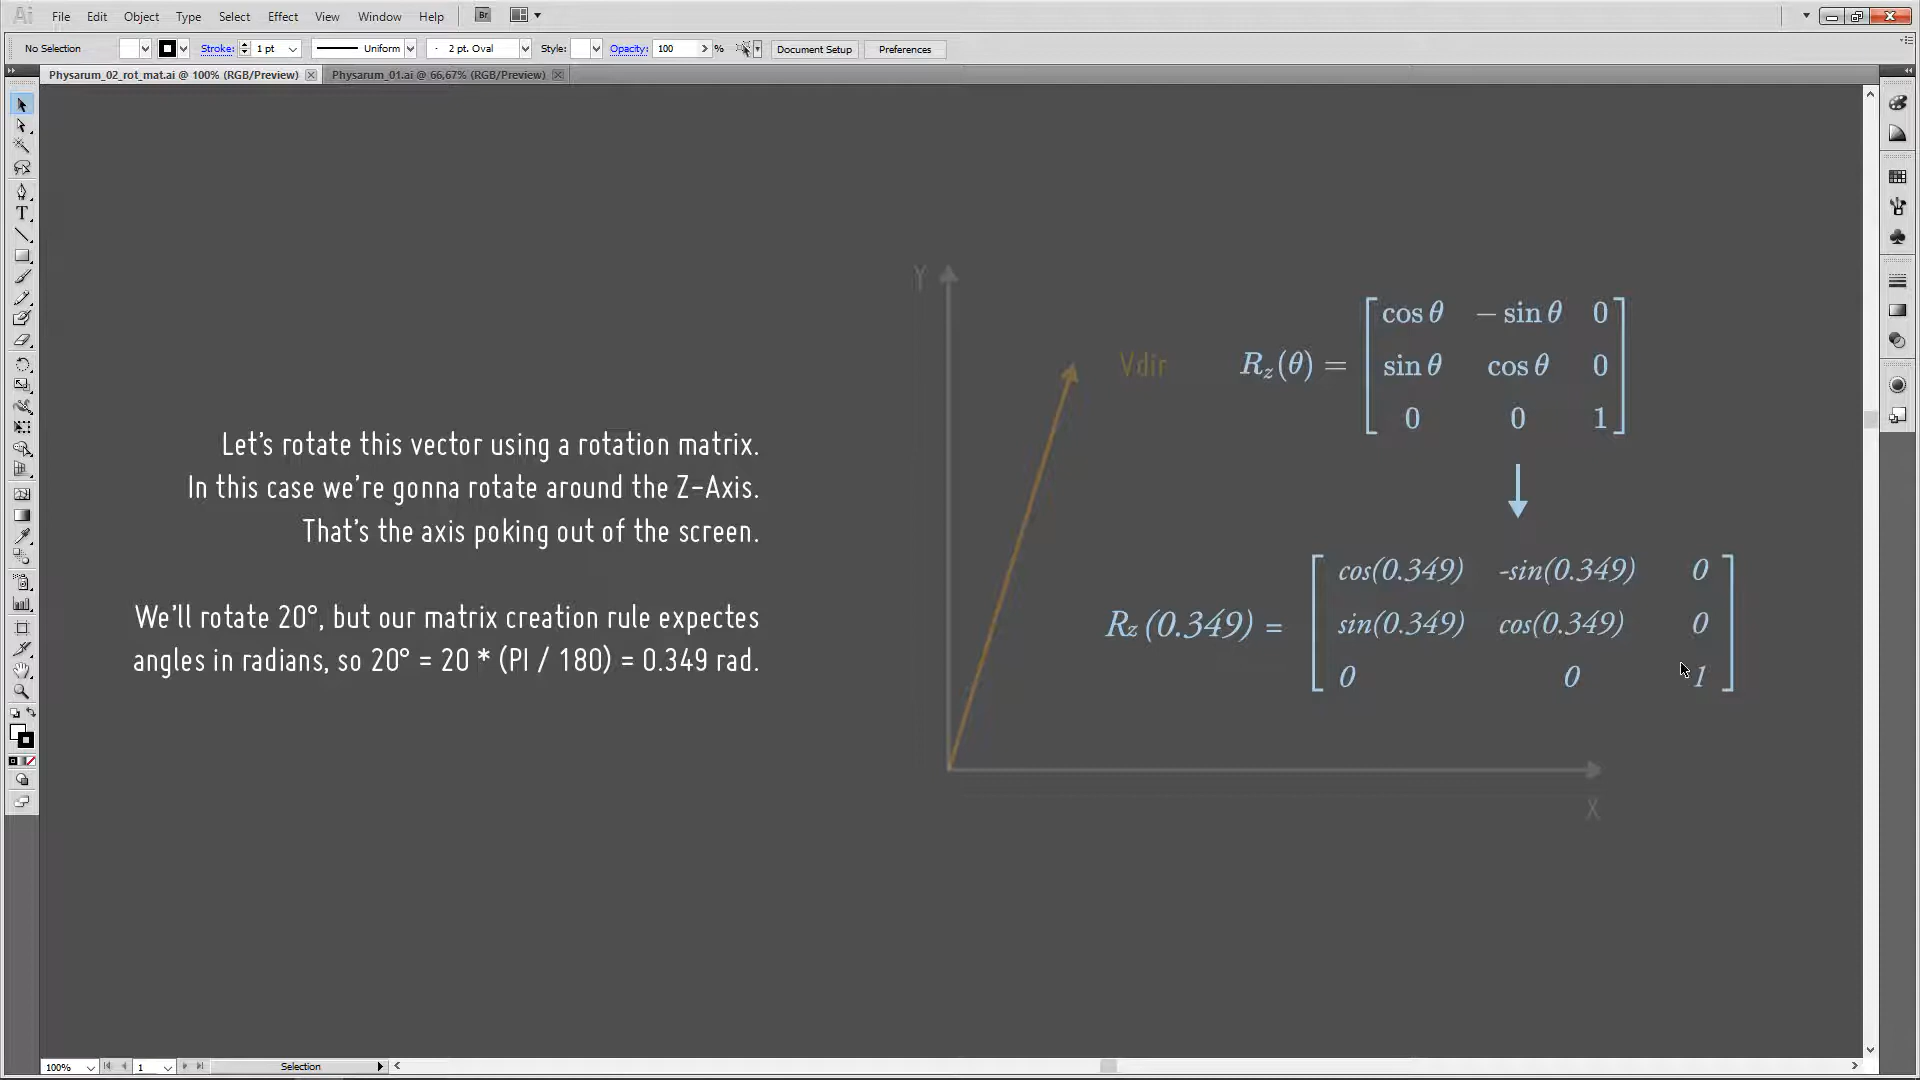 Ai File Edit Object Type Select Effect View Window Help Br
No Selection Stroke: 1 pt Uniform 2 pt. Oval Style: Opacity: 100 % Document Setup Preferences
Physarum_02_rot_mat.ai @ 100% (RGB/Preview) Physarum_01.ai @ 66,67% (RGB/Preview)
Y
Vdir
Rz(θ) =
cos θ − sin θ 0
sin θ cos θ 0
0 0 1
Let's rotate this vector using a rotation matrix.
In this case we're gonna rotate around the Z-Axis.
That's the axis poking out of the screen.
We'll rotate 20°, but our matrix creation rule expectes
angles in radians, so 20° = 20 * (PI / 180) = 0.349 rad.
Rz (0.349) =
cos(0.349) -sin(0.349) 0
sin(0.349) cos(0.349) 0
0 0 1
X
100% 1 Selection